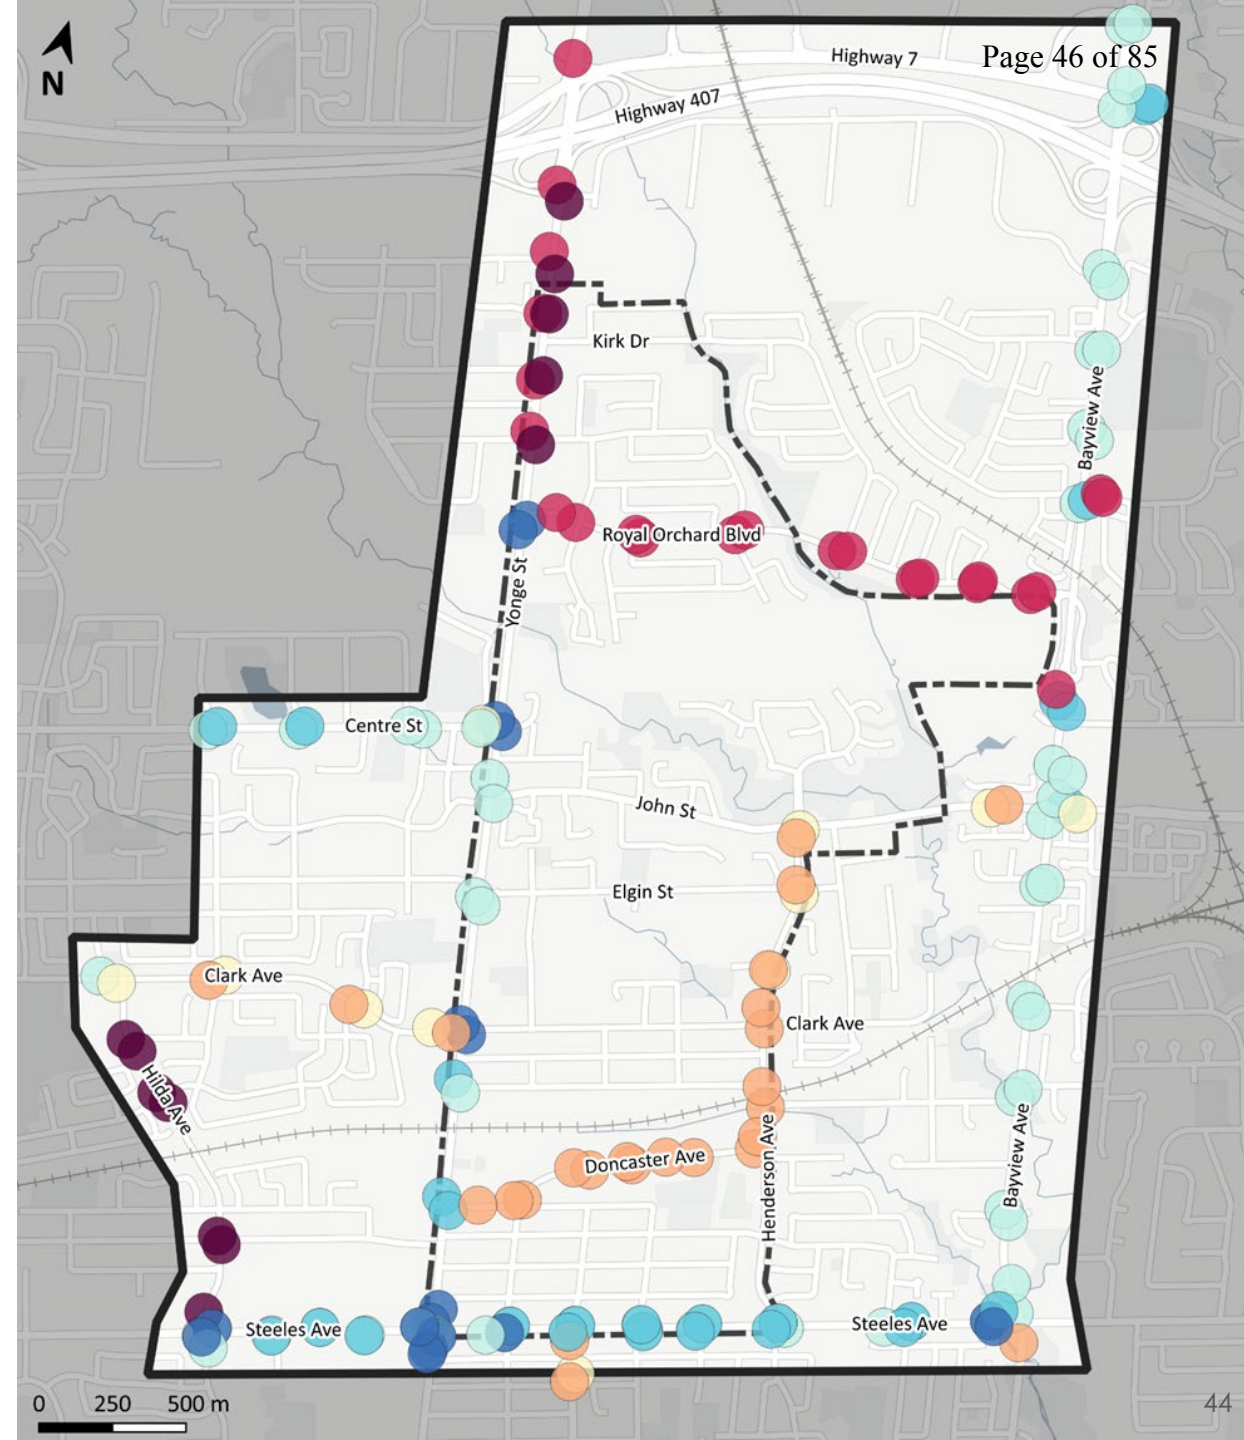 Page 46 of 85
Highway 7
Highway 407
N
Kirk Dr
Bayview Ave
Royal Orchard Blvd
Yonge St
Centre St
John St
Elgin St
Clark Ave
Clark Ave
Hilda Ave
Doncaster Ave
Henderson Ave
Bayview Ave
Steeles Ave
Steeles Ave
0 250 500 m
44